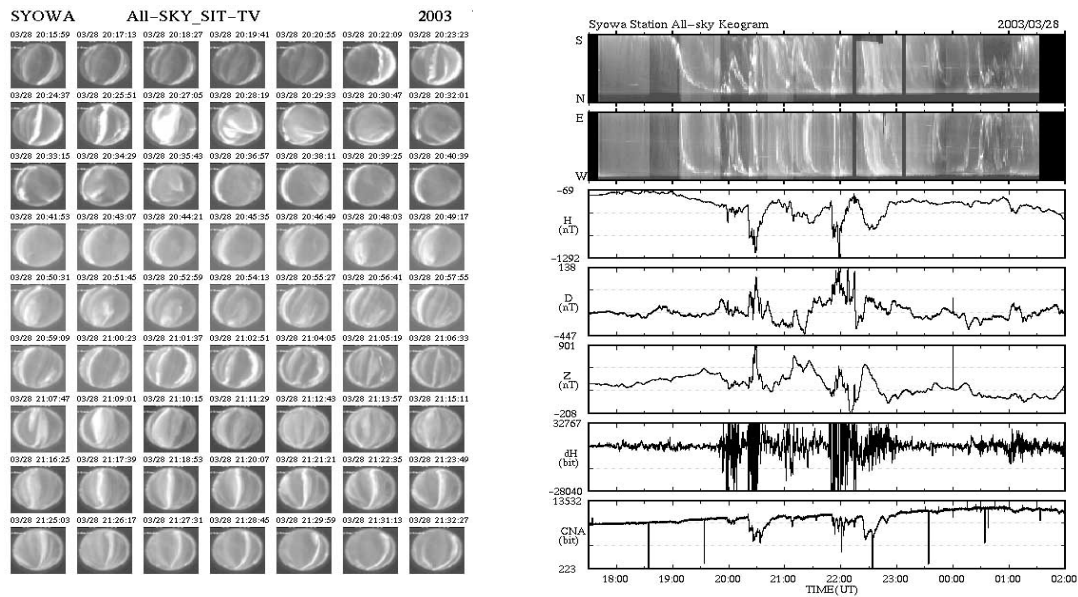 SYOWA All-SKY_SIT-TV 2003
03/28 20:15:59 03/28 20:17:13 03/28 20:18:27 03/28 20:19:41 03/28 20:20:55 03/28 20:22:09 03/28 20:23:23
03/28 20:24:37 03/28 20:25:51 03/28 20:27:05 03/28 20:28:19 03/28 20:29:33 03/28 20:30:47 03/28 20:32:01
03/28 20:33:15 03/28 20:34:29 03/28 20:35:43 03/28 20:36:57 03/28 20:38:11 03/28 20:39:25 03/28 20:40:39
03/28 20:41:53 03/28 20:43:07 03/28 20:44:21 03/28 20:45:35 03/28 20:46:49 03/28 20:48:03 03/28 20:49:17
03/28 20:50:31 03/28 20:51:45 03/28 20:52:59 03/28 20:54:13 03/28 20:55:27 03/28 20:56:41 03/28 20:57:55
03/28 20:59:09 03/28 21:00:23 03/28 21:01:37 03/28 21:02:51 03/28 21:04:05 03/28 21:05:19 03/28 21:06:33
03/28 21:07:47 03/28 21:09:01 03/28 21:10:15 03/28 21:11:29 03/28 21:12:43 03/28 21:13:57 03/28 21:15:11
03/28 21:16:25 03/28 21:17:39 03/28 21:18:53 03/28 21:20:07 03/28 21:21:21 03/28 21:22:35 03/28 21:23:49
03/28 21:25:03 03/28 21:26:17 03/28 21:27:31 03/28 21:28:45 03/28 21:29:59 03/28 21:31:13 03/28 21:32:27
Syowa Station All-sky Keogram 2003/03/28
S
N
E
W
-69
H
(nT)
-1292
138
D
(nT)
-447
901
Z
(nT)
-208
32767
dH
(bit)
-28040
13532
CNA
(bit)
223
18:00 19:00 20:00 21:00 22:00 23:00 00:00 01:00 02:00
TIME(UT)